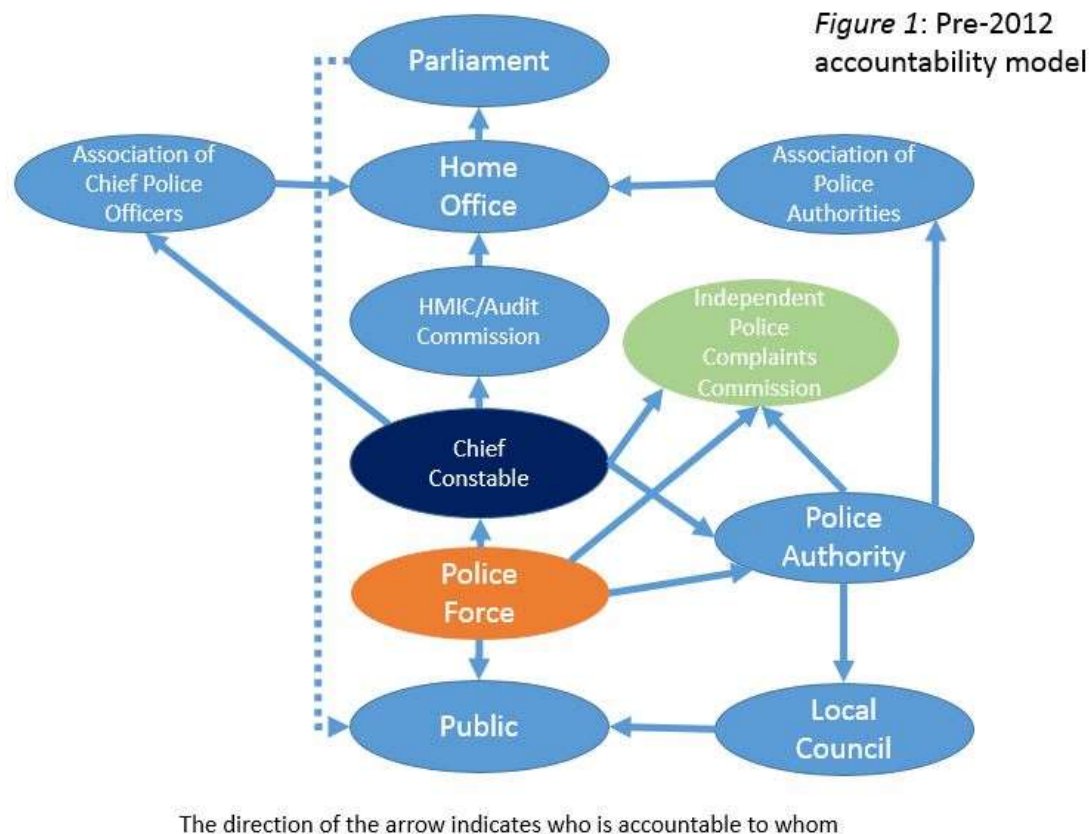 Figure 1: Pre-2012
accountability model
Parliament
Association of
Chief Police
Officers
Home
Office
Association of
Police
Authorities
HMIC/Audit
Commission
Independent
Police
Complaints
Commission
Chief
Constable
Police
Authority
Police
Force
Public
Local
Council
The direction of the arrow indicates who is accountable to whom